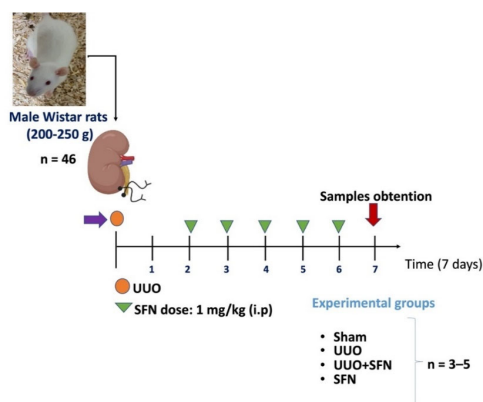 Male Wistar rats
(200-250 g)
n = 46
Samples obtention
1 2 3 4 5 6 7
Time (7 days)
UUO
SFN dose: 1 mg/kg (i.p)
Experimental groups
• Sham
• UUO
• UUO+SFN
• SFN
n = 3–5